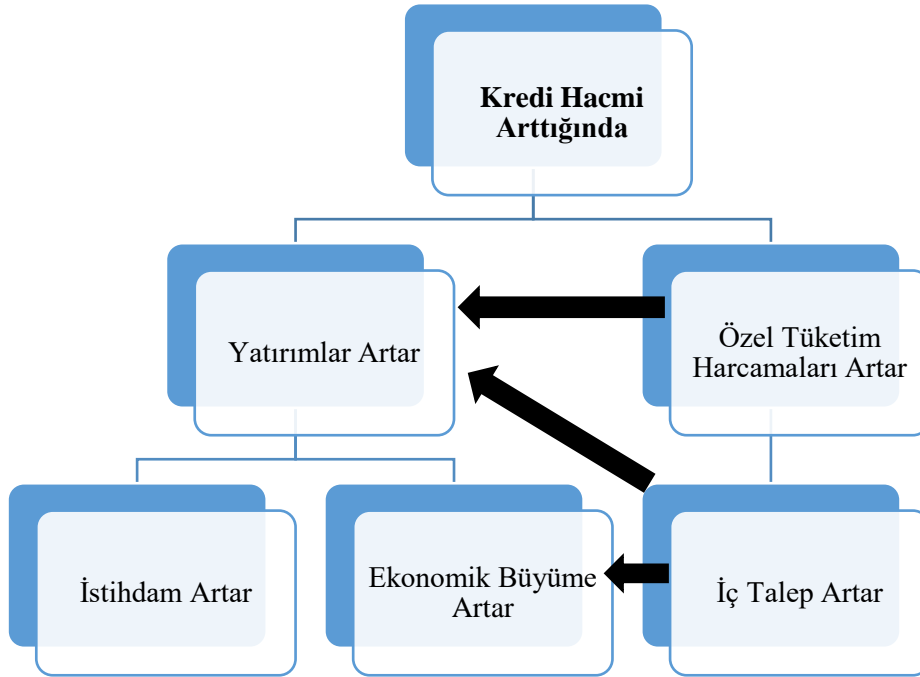 Kredi Hacmi
Arttığında
Yatırımlar Artar
Özel Tüketim
Harcamaları Artar
İstihdam Artar
Ekonomik Büyüme
Artar
İç Talep Artar